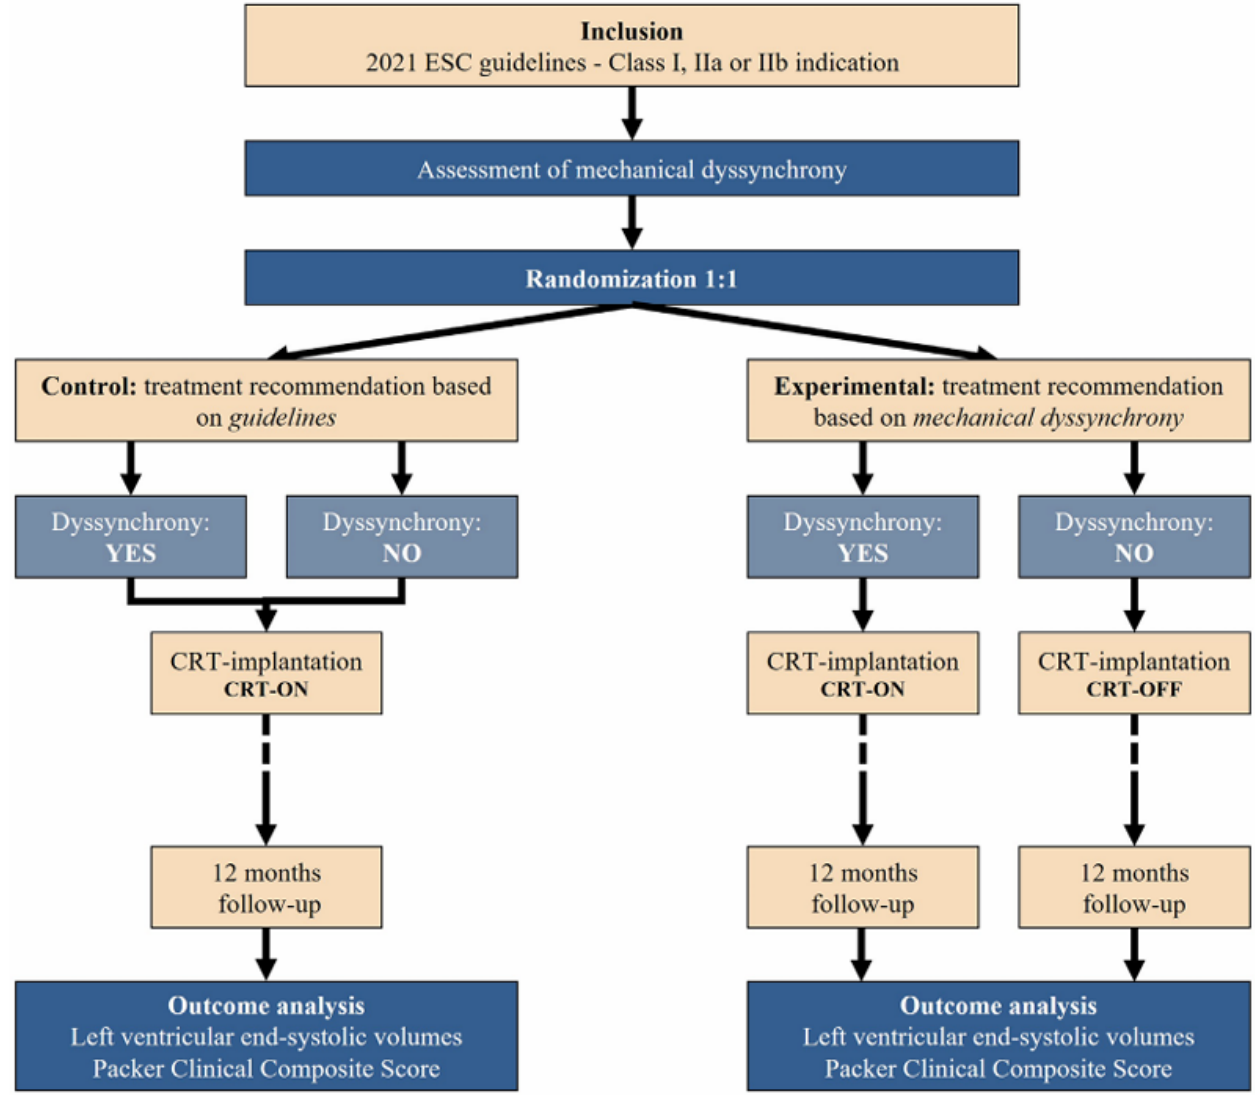 Inclusion
2021 ESC guidelines - Class I, IIa or IIb indication
Assessment of mechanical dyssynchrony
Randomization 1:1
Control: treatment recommendation based
on guidelines
Experimental: treatment recommendation
based on mechanical dyssynchrony
Dyssynchrony:
YES
Dyssynchrony:
NO
Dyssynchrony:
YES
Dyssynchrony:
NO
CRT-implantation
CRT-ON
CRT-implantation
CRT-ON
CRT-implantation
CRT-OFF
12 months
follow-up
12 months
follow-up
12 months
follow-up
Outcome analysis
Left ventricular end-systolic volumes
Packer Clinical Composite Score
Outcome analysis
Left ventricular end-systolic volumes
Packer Clinical Composite Score